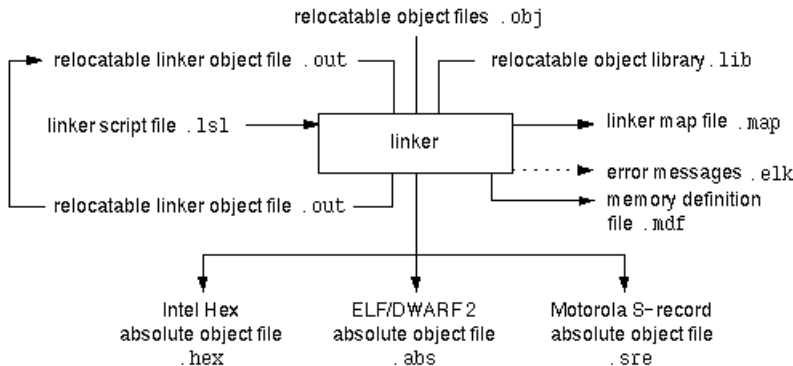 relocatable object files .obj
relocatable linker object file .out
relocatable object library .lib
linker script file .lsl
linker
linker map file .map
error messages .elk
relocatable linker object file .out
memory definition
file .mdf
Intel Hex
absolute object file
.hex
ELF/DWARF 2
absolute object file
.abs
Motorola S-record
absolute object file
.sre